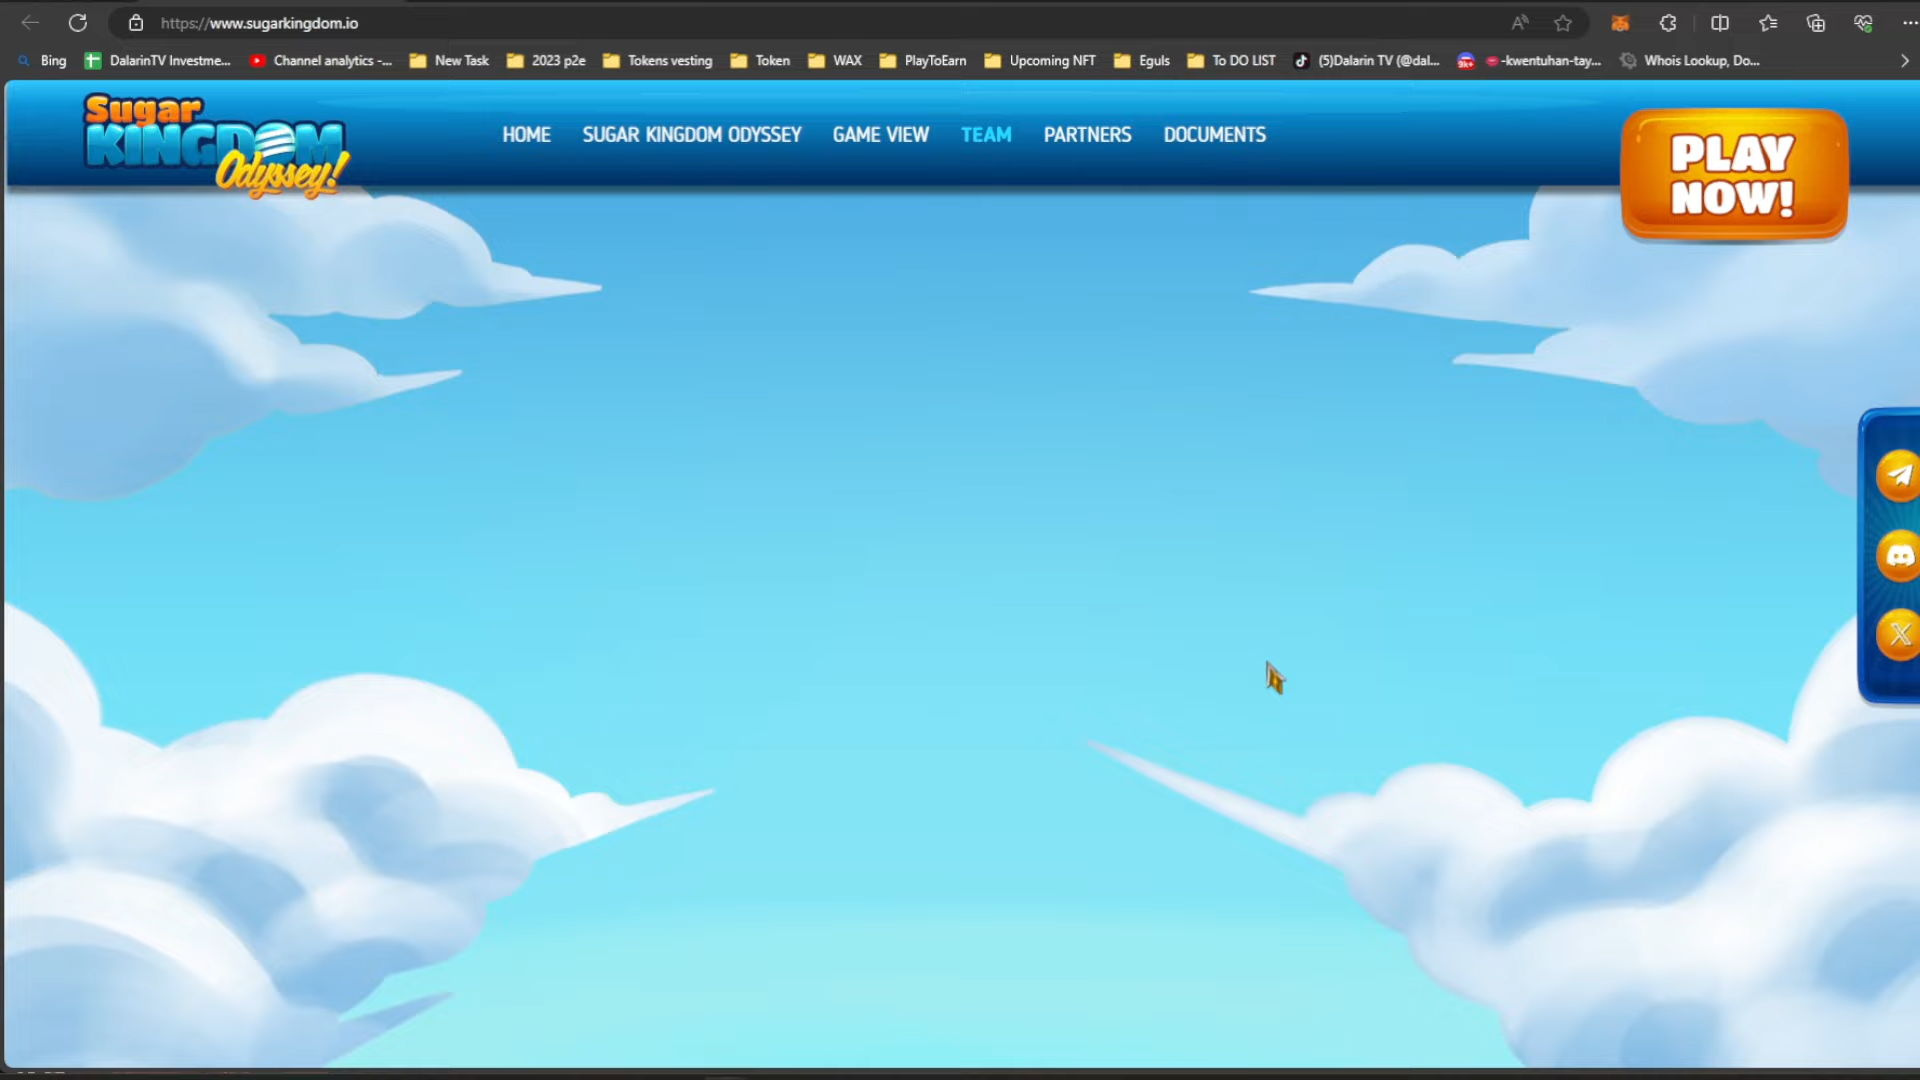 https://www.sugarkingdom.io
Bing DalarinTV Investme... Channel analytics -... New Task 2023 p2e Tokens vesting Token WAX PlayToEarn Upcoming NFT Eguls To DO LIST (5)Dalarin TV (@dal... -kwentuhan-tay... Whois Lookup, Do...
Sugar
KINGDOM
Odyssey!
HOME SUGAR KINGDOM ODYSSEY GAME VIEW TEAM PARTNERS DOCUMENTS
PLAY
NOW!